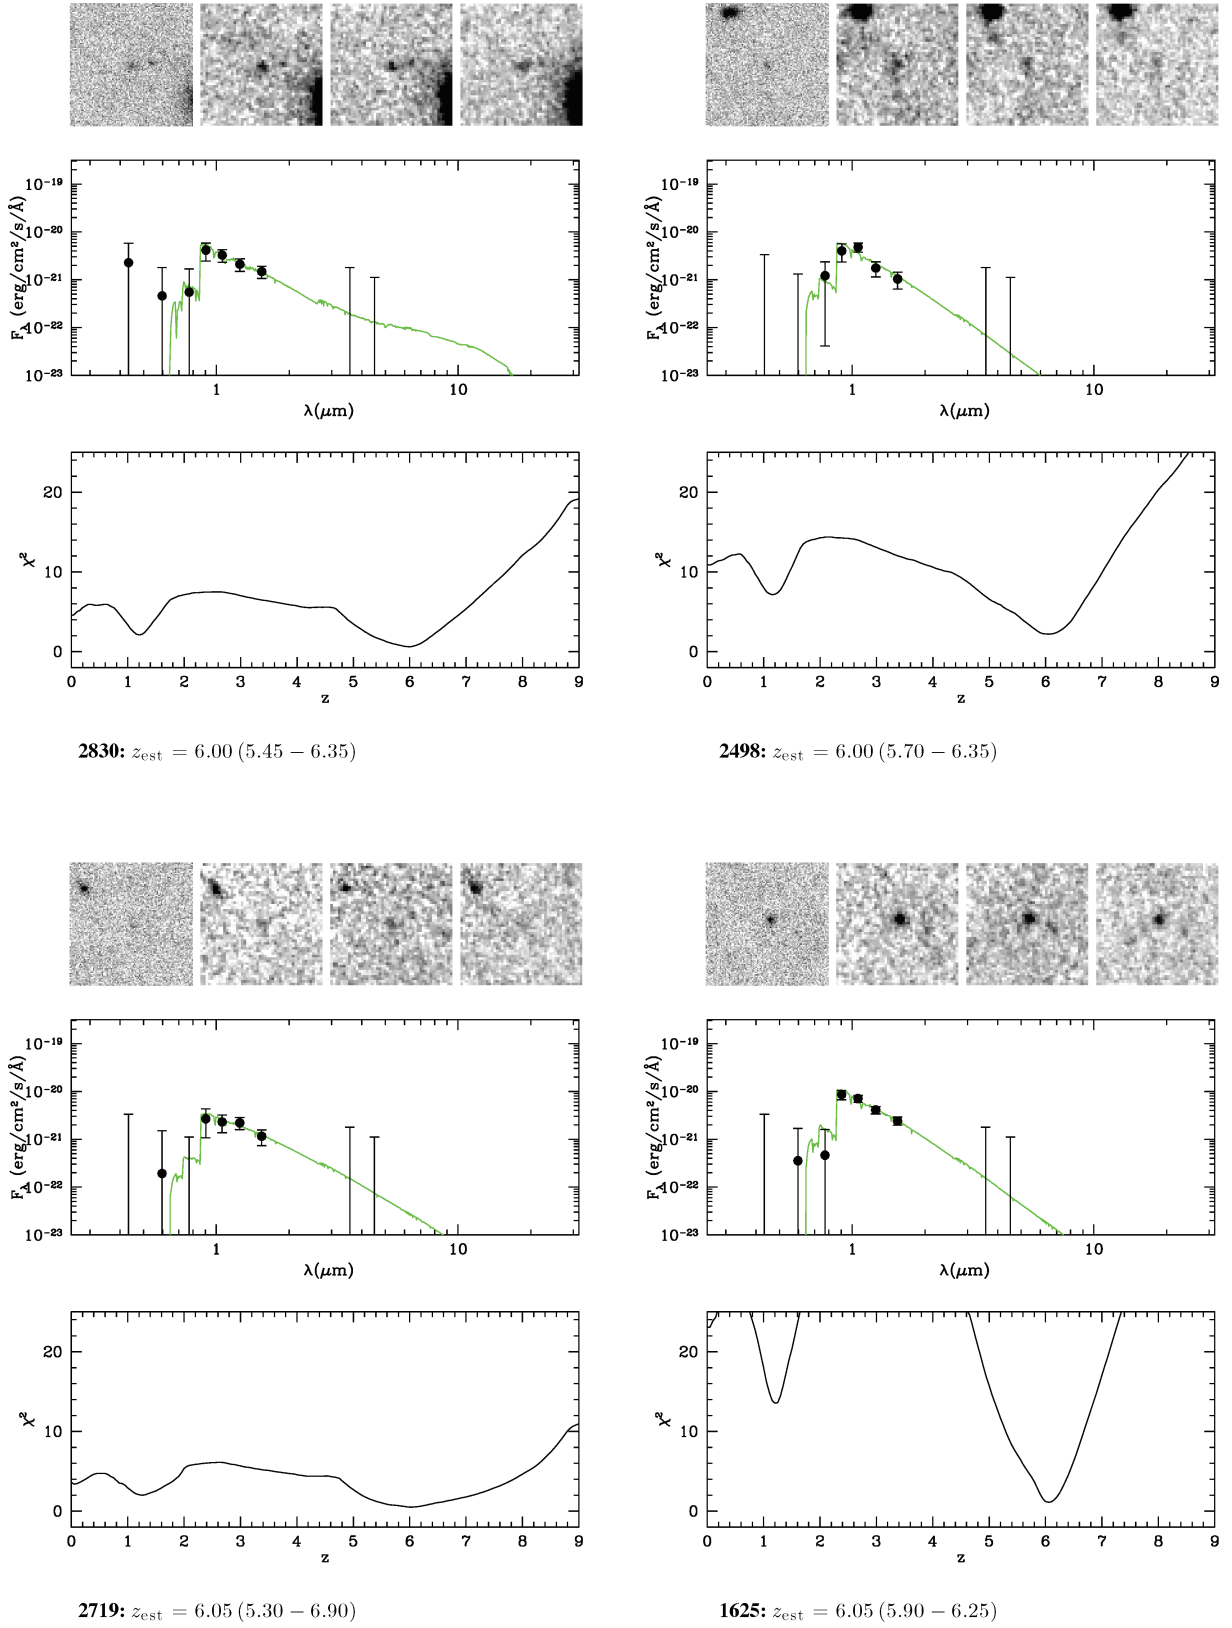 10⁻¹⁹ 10⁻²⁰ 10⁻²¹ 10⁻²² 10⁻²³
F_λ (erg/cm²/s/Å)
1 10
λ(μm)
20 10 0
χ²
0 1 2 3 4 5 6 7 8 9
z
2830: z_est = 6.00 (5.45 − 6.35)
10⁻¹⁹ 10⁻²⁰ 10⁻²¹ 10⁻²² 10⁻²³
F_λ (erg/cm²/s/Å)
1 10
λ(μm)
20 10 0
χ²
0 1 2 3 4 5 6 7 8 9
z
2498: z_est = 6.00 (5.70 − 6.35)
10⁻¹⁹ 10⁻²⁰ 10⁻²¹ 10⁻²² 10⁻²³
F_λ (erg/cm²/s/Å)
1 10
λ(μm)
20 10 0
χ²
0 1 2 3 4 5 6 7 8 9
z
2719: z_est = 6.05 (5.30 − 6.90)
10⁻¹⁹ 10⁻²⁰ 10⁻²¹ 10⁻²² 10⁻²³
F_λ (erg/cm²/s/Å)
1 10
λ(μm)
20 10 0
χ²
0 1 2 3 4 5 6 7 8 9
z
1625: z_est = 6.05 (5.90 − 6.25)